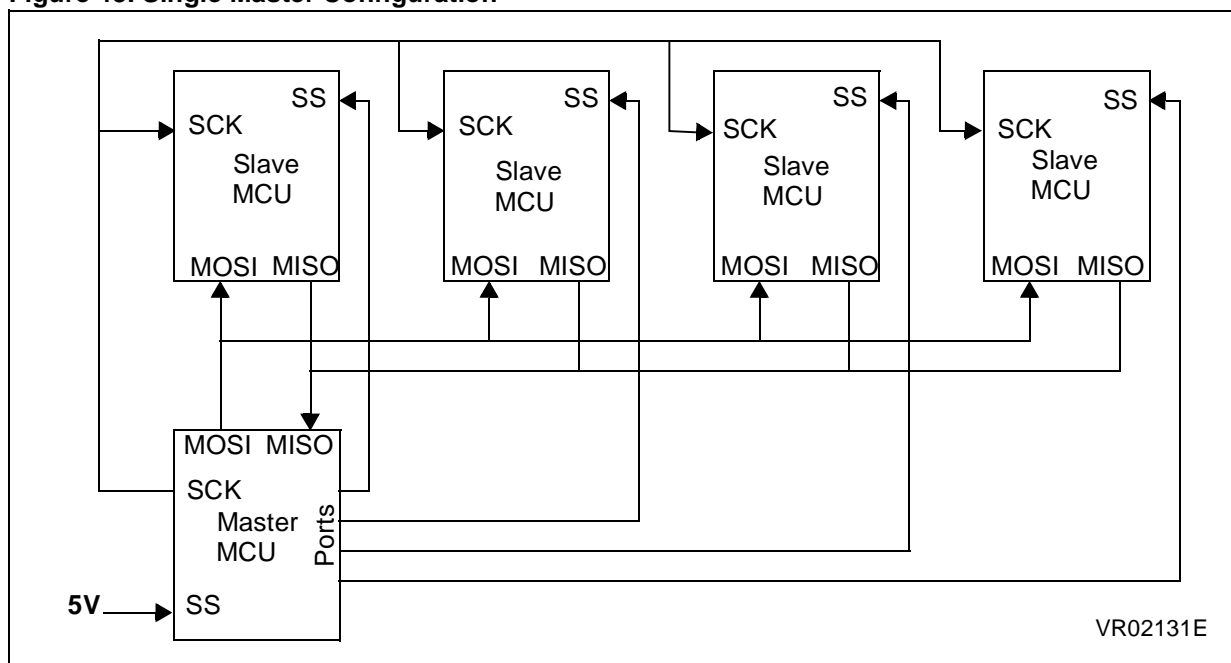 Figure Single Master Configuration
SS
SCK
Slave
MCU
MOSI MISO
SS
SCK
Slave
MCU
MOSI MISO
SS
SCK
Slave
MCU
MOSI MISO
SS
SCK
Slave
MCU
MOSI MISO
MOSI MISO
SCK
Master
MCU
Ports
5V
SS
VR02131E